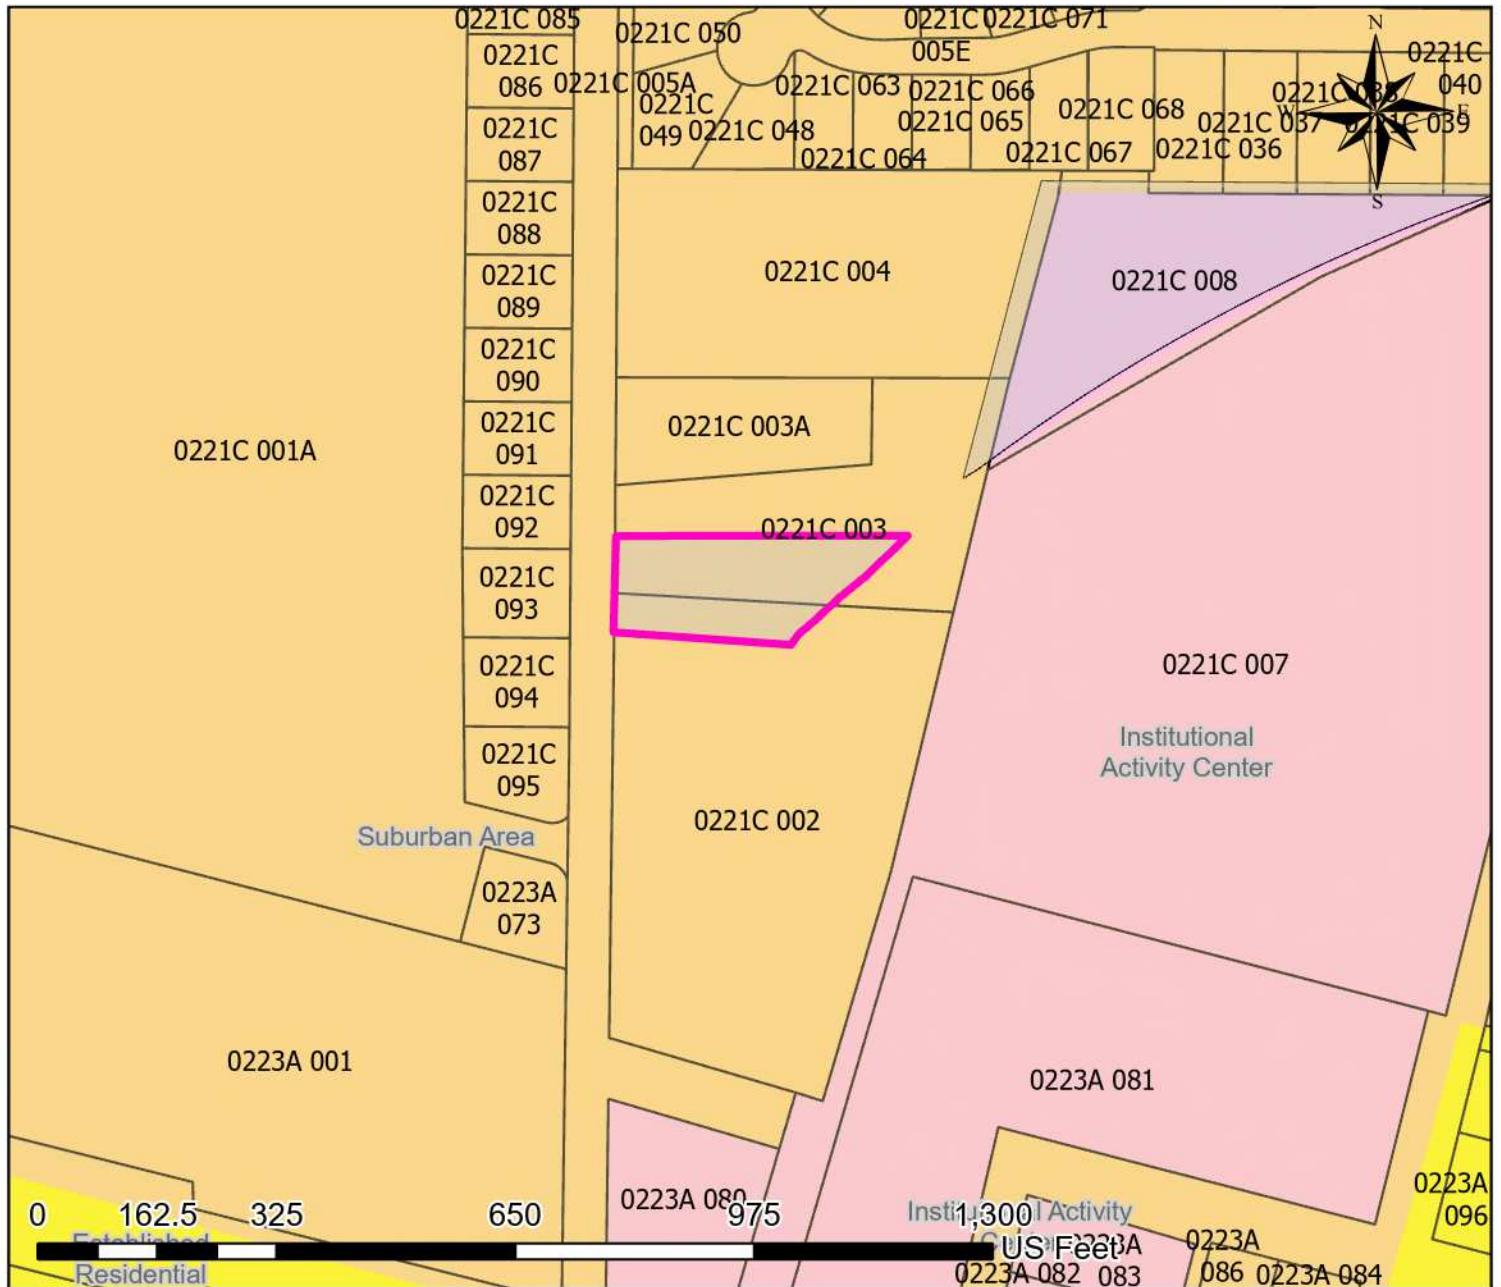 0221C 085
0221C 050
0221C
0221C 071
005E
N
0221C
040
0221C
086
0221C 005A
0221C
049
0221C 048
0221C 063
0221C 066
0221C 065
0221C 064
0221C 068
0221C 067
0221C 037
0221C 036
W
E
S
0221C
087
0221C
088
0221C
089
0221C
090
0221C
091
0221C
092
0221C
093
0221C
094
0221C
095
0221C 004
0221C 008
0221C 003A
0221C 001A
0221C 003
0221C 007
Institutional
Activity Center
0221C 002
Suburban Area
0223A
073
0223A 001
0223A 081
0223A 080
0223A
096
Institutional Activity
0 162.5 325 650 975 1,300
US Feet
Established
Residential
0223A 082
083
0223A
086
0223A 084